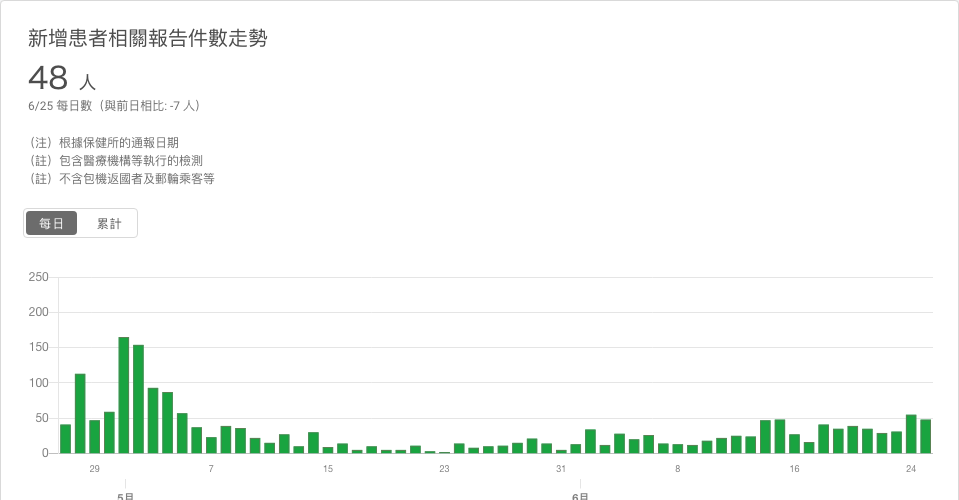 新增患者相關報告件數走勢
48 人
6/25 每日數（與前日相比: -7 人）
（注）根據保健所的通報日期
（註）包含醫療機構等執行的檢測
（註）不含包機返國者及郵輪乘客等
每日 累計
250
200
150
100
50
0
29 7 15 23 31 8 16 24
5月 6月